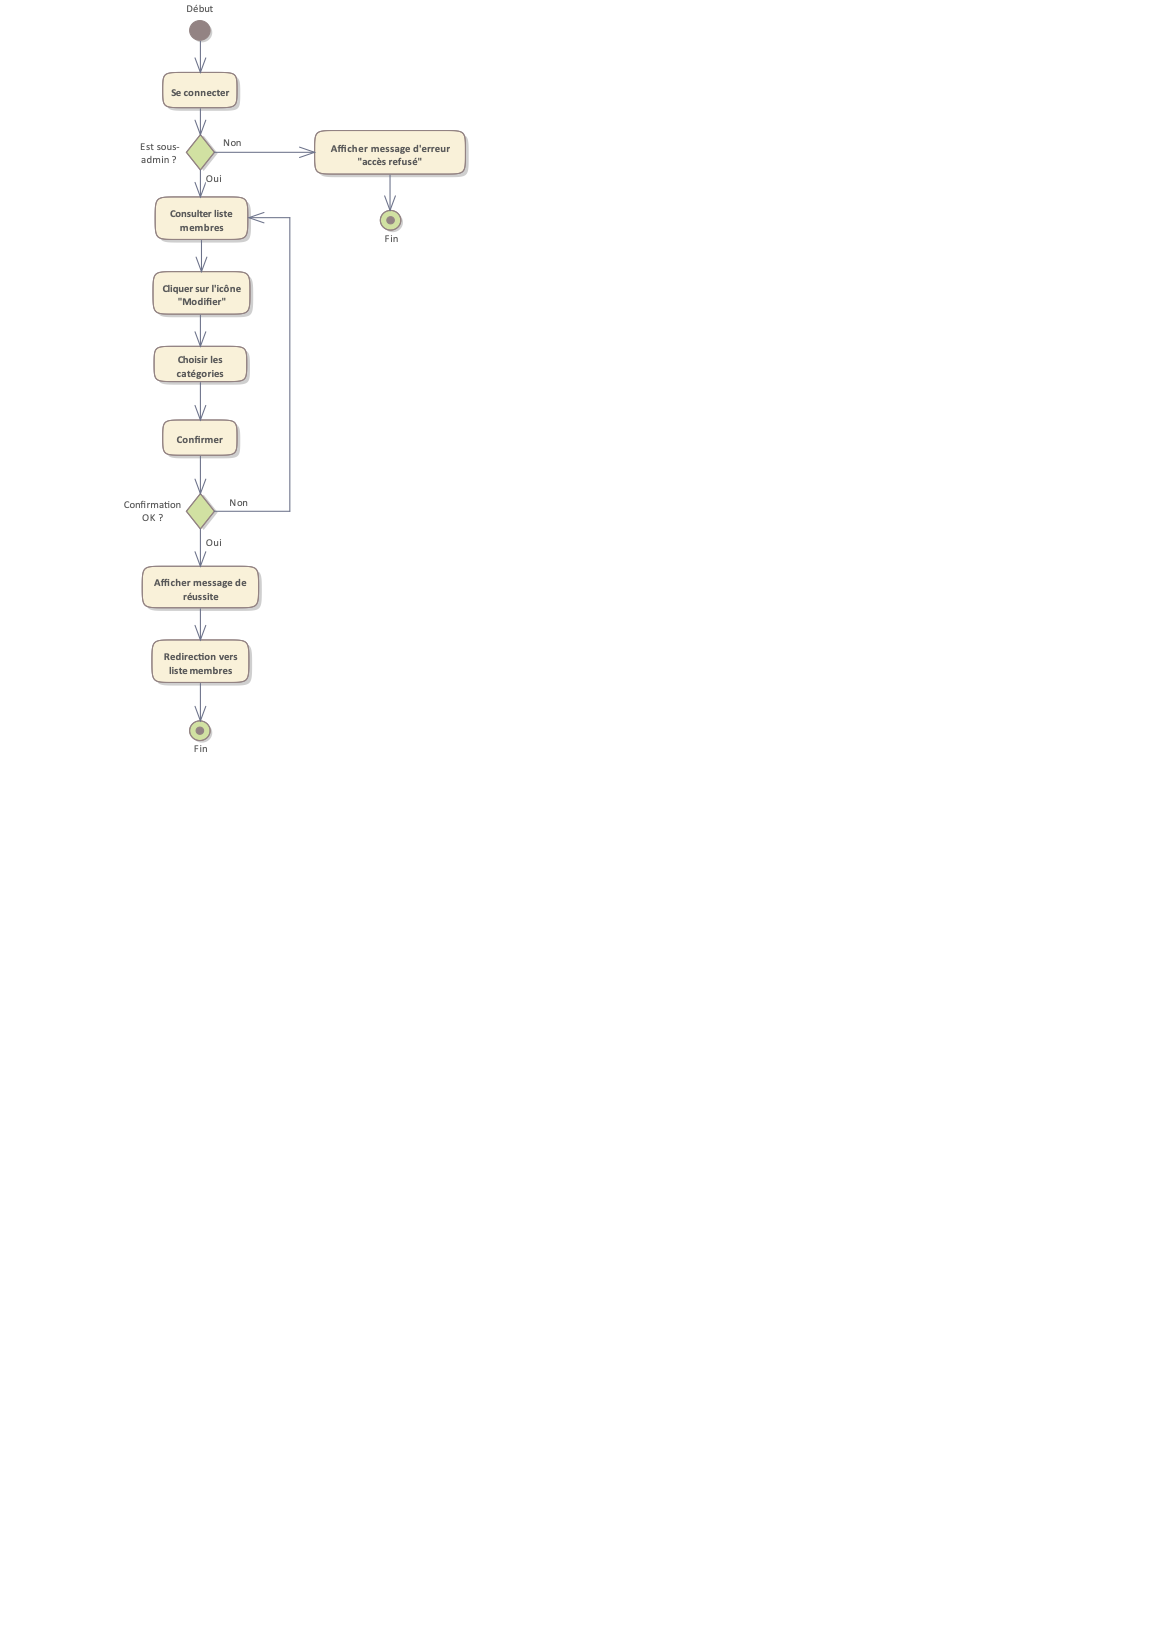 Début
Se connecter
Est sous-
admin ?
Non
Afficher message d'erreur
"accès refusé"
Oui
Fin
Consulter liste
membres
Cliquer sur l'icône
"Modifier"
Choisir les
catégories
Confirmer
Confirmation
OK ?
Non
Oui
Afficher message de
réussite
Redirection vers
liste membres
Fin